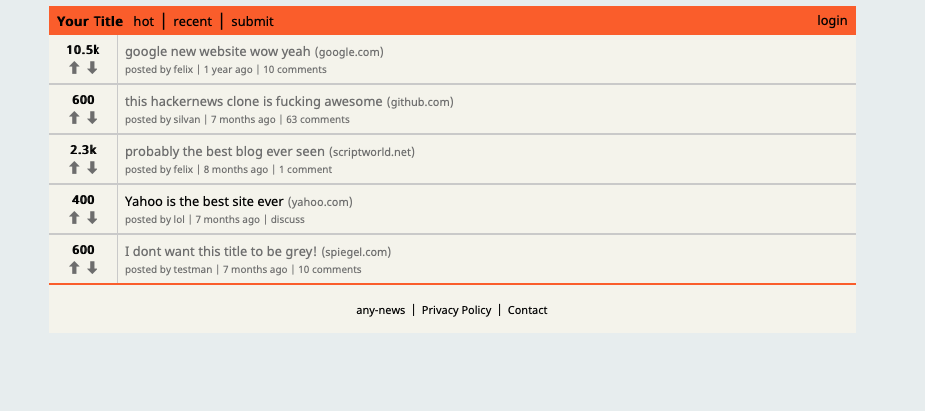 Your Title hot | recent | submit login
10.5k google new website wow yeah (google.com)
posted by felix | 1 year ago | 10 comments
600 this hackernews clone is fucking awesome (github.com)
posted by silvan | 7 months ago | 63 comments
2.3k probably the best blog ever seen (scriptworld.net)
posted by felix | 8 months ago | 1 comment
400 Yahoo is the best site ever (yahoo.com)
posted by lol | 7 months ago | discuss
600 I dont want this title to be grey! (spiegel.com)
posted by testman | 7 months ago | 10 comments
any-news | Privacy Policy | Contact